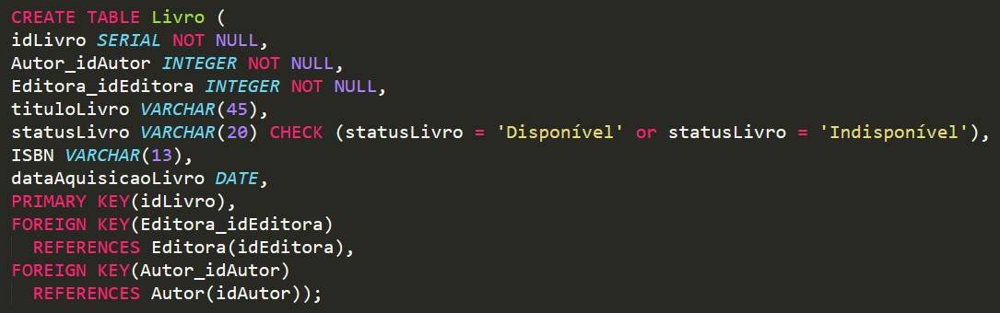 CREATE TABLE Livro (
idLivro SERIAL NOT NULL,
Autor_idAutor INTEGER NOT NULL,
Editora_idEditora INTEGER NOT NULL,
tituloLivro VARCHAR(45),
statusLivro VARCHAR(20) CHECK (statusLivro = 'Disponível' or statusLivro = 'Indisponível'),
ISBN VARCHAR(13),
dataAquisicaoLivro DATE,
PRIMARY KEY(idLivro),
FOREIGN KEY(Editora_idEditora)
  REFERENCES Editora(idEditora),
FOREIGN KEY(Autor_idAutor)
  REFERENCES Autor(idAutor));